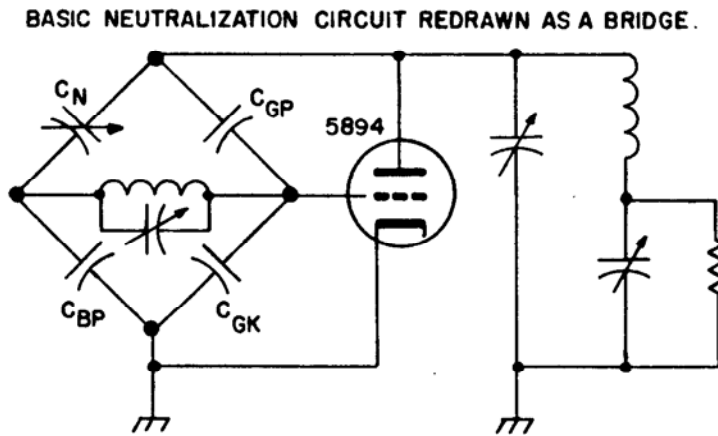 BASIC NEUTRALIZATION CIRCUIT REDRAWN AS A BRIDGE.
CN
CGP
5894
CBP
CGK